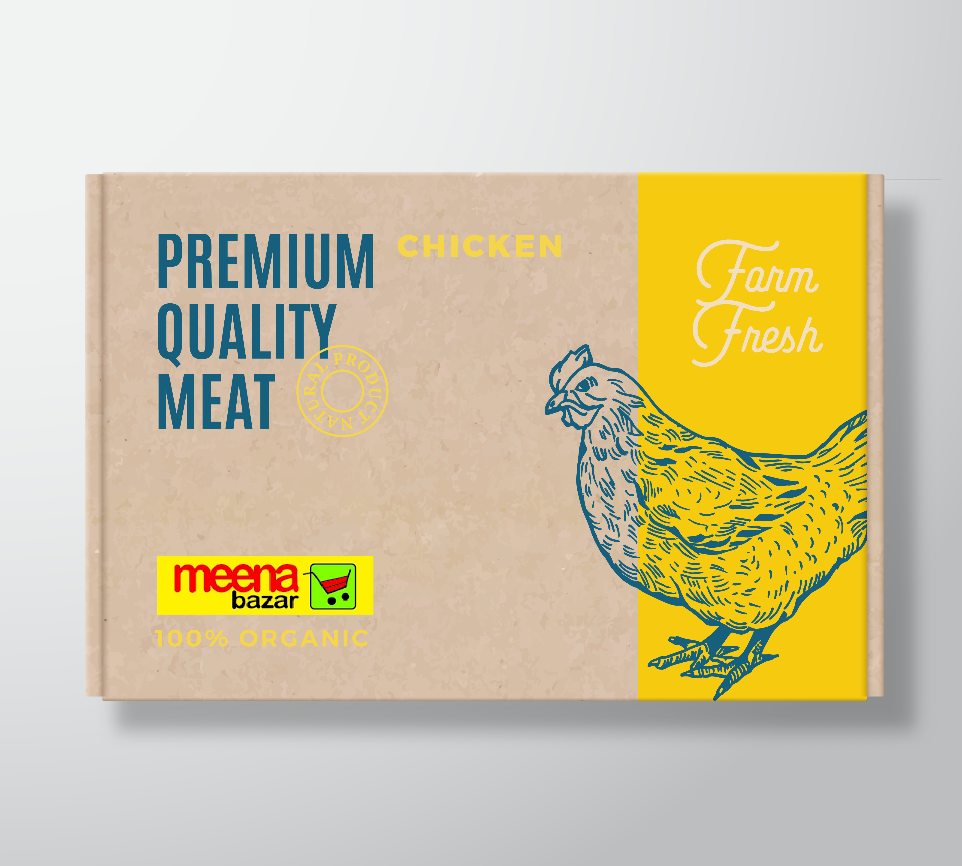 PREMIUM
CHICKEN
QUALITY
MEAT
NATURAL PRODUCT
Farm
Fresh
meena
bazar
100% ORGANIC